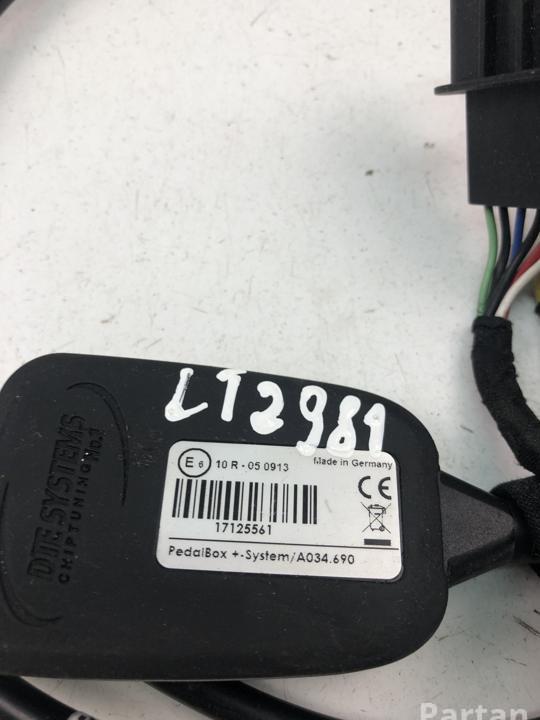 LT2981
E 6 10 R - 05 0913 Made in Germany
CE
17125561
PedalBox +-System/A034.690
DTE SYSTEMS
CHIPTUNING NO.1
Partan